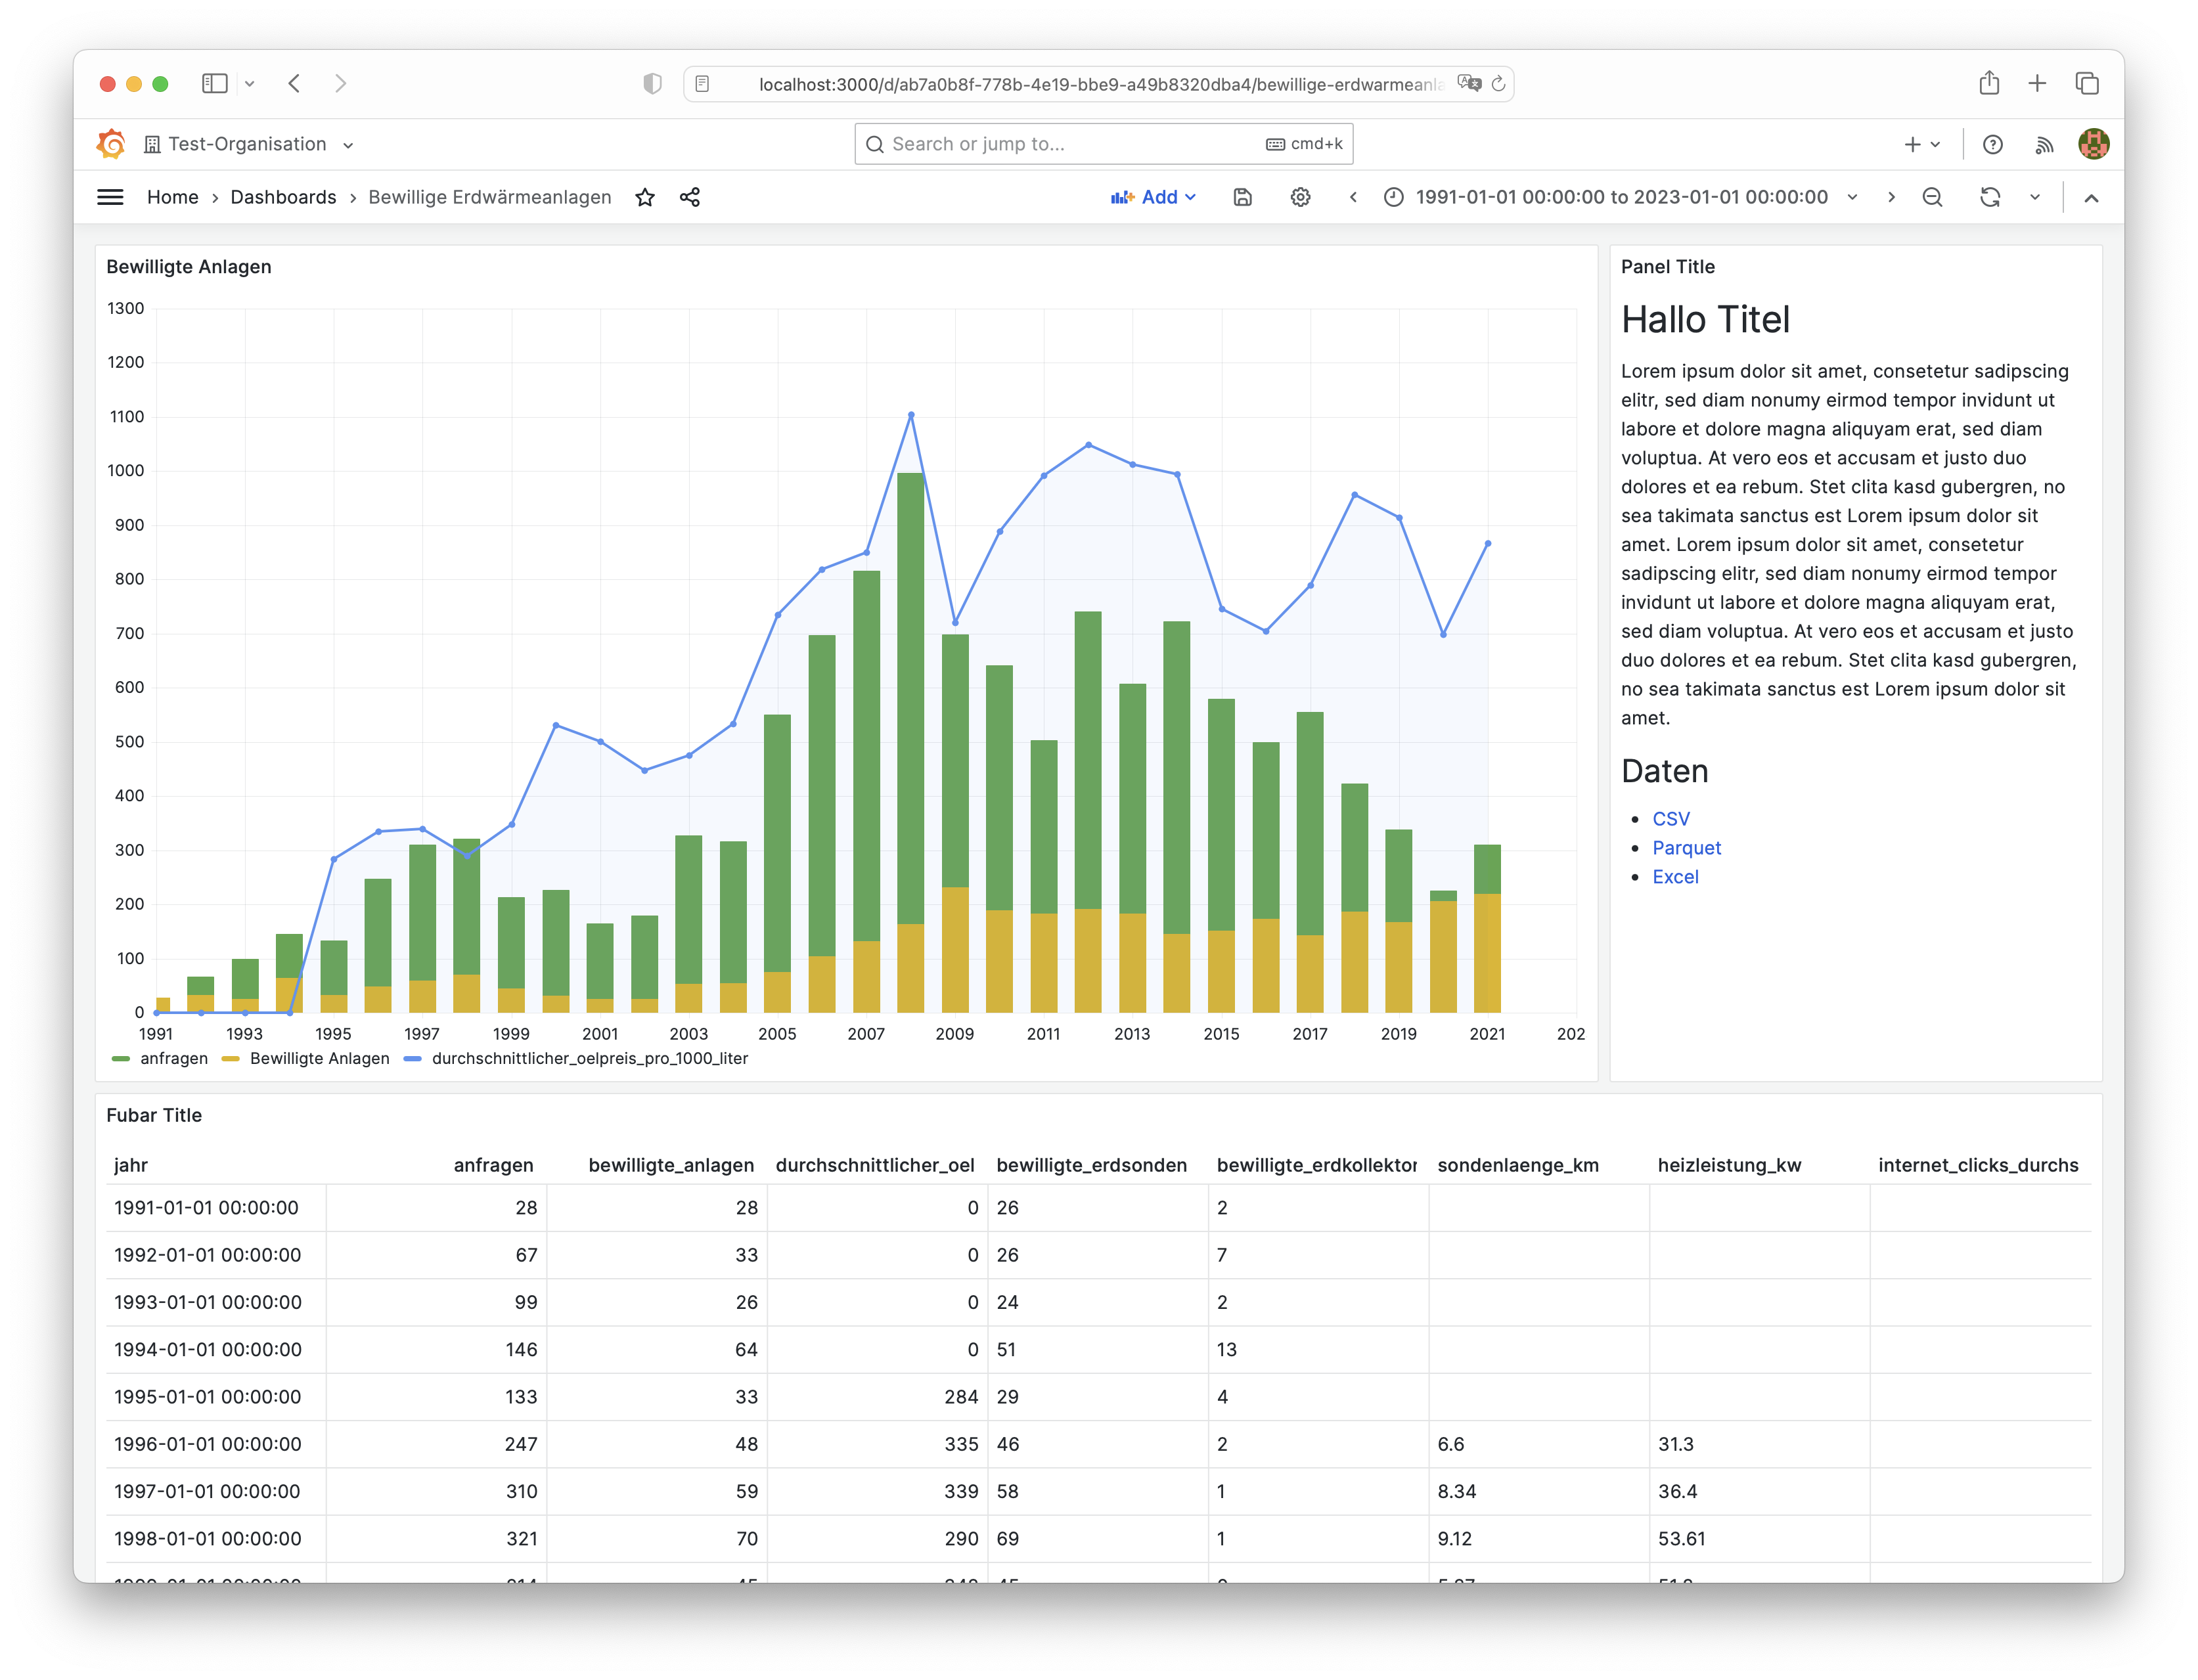 localhost:3000/d/ab7a0b8f-778b-4e19-bbe9-a49b8320dba4/bewillige-erdwarmeanla
Test-Organisation
Search or jump to...
cmd+k
Home › Dashboards › Bewillige Erdwärmeanlagen
Add
1991-01-01 00:00:00 to 2023-01-01 00:00:00
Bewilligte Anlagen
1300
1200
1100
1000
900
800
700
600
500
400
300
200
100
0
1991 1993 1995 1997 1999 2001 2003 2005 2007 2009 2011 2013 2015 2017 2019 2021 202
anfragen Bewilligte Anlagen durchschnittlicher_oelpreis_pro_1000_liter
Panel Title
Hallo Titel
Lorem ipsum dolor sit amet, consetetur sadipscing
elitr, sed diam nonumy eirmod tempor invidunt ut
labore et dolore magna aliquyam erat, sed diam
voluptua. At vero eos et accusam et justo duo
dolores et ea rebum. Stet clita kasd gubergren, no
sea takimata sanctus est Lorem ipsum dolor sit
amet. Lorem ipsum dolor sit amet, consetetur
sadipscing elitr, sed diam nonumy eirmod tempor
invidunt ut labore et dolore magna aliquyam erat,
sed diam voluptua. At vero eos et accusam et justo
duo dolores et ea rebum. Stet clita kasd gubergren,
no sea takimata sanctus est Lorem ipsum dolor sit
amet.
Daten
• CSV
• Parquet
• Excel
Fubar Title
jahr anfragen bewilligte_anlagen durchschnittlicher_oel bewilligte_erdsonden bewilligte_erdkollektor sondenlaenge_km heizleistung_kw internet_clicks_durchs
1991-01-01 00:00:00 28 28 0 26 2
1992-01-01 00:00:00 67 33 0 26 7
1993-01-01 00:00:00 99 26 0 24 2
1994-01-01 00:00:00 146 64 0 51 13
1995-01-01 00:00:00 133 33 284 29 4
1996-01-01 00:00:00 247 48 335 46 2 6.6 31.3
1997-01-01 00:00:00 310 59 339 58 1 8.34 36.4
1998-01-01 00:00:00 321 70 290 69 1 9.12 53.61